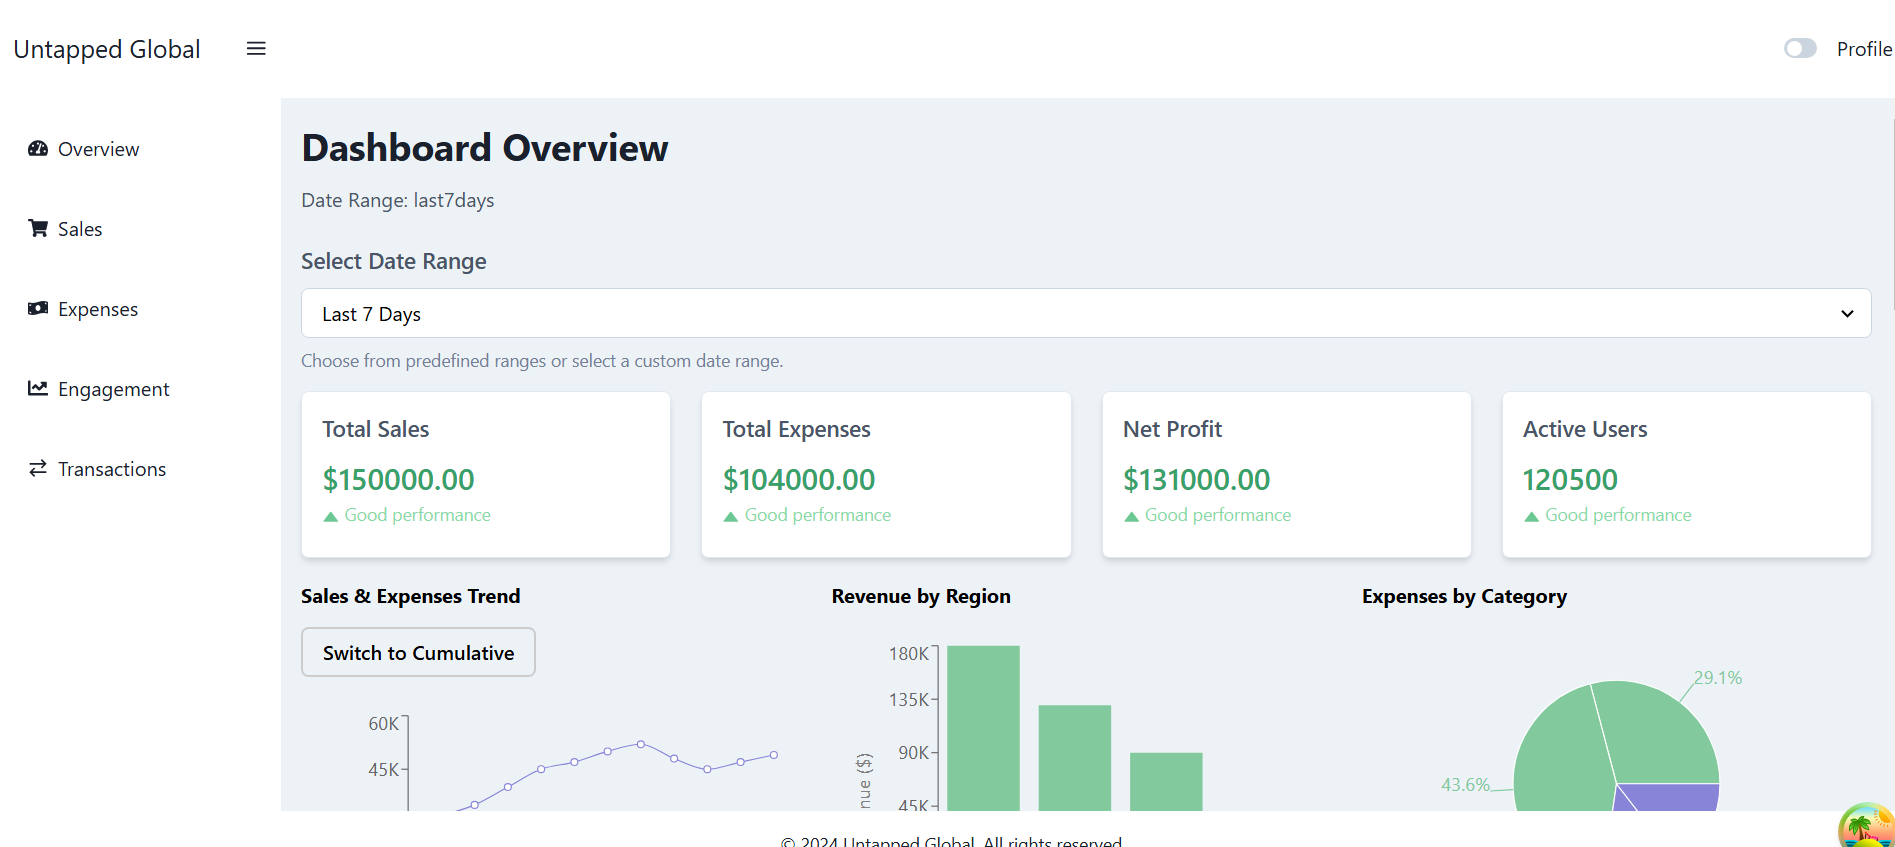 Untapped Global
Profile
Overview
Sales
Expenses
Engagement
Transactions
Dashboard Overview
Date Range: last7days
Select Date Range
Last 7 Days
Choose from predefined ranges or select a custom date range.
Total Sales
$150000.00
Good performance
Total Expenses
$104000.00
Good performance
Net Profit
$131000.00
Good performance
Active Users
120500
Good performance
Sales & Expenses Trend
Switch to Cumulative
60K
45K
Revenue by Region
180K
135K
90K
45K
nue ($)
Expenses by Category
29.1%
43.6%
© 2024 Untapped Global. All rights reserved